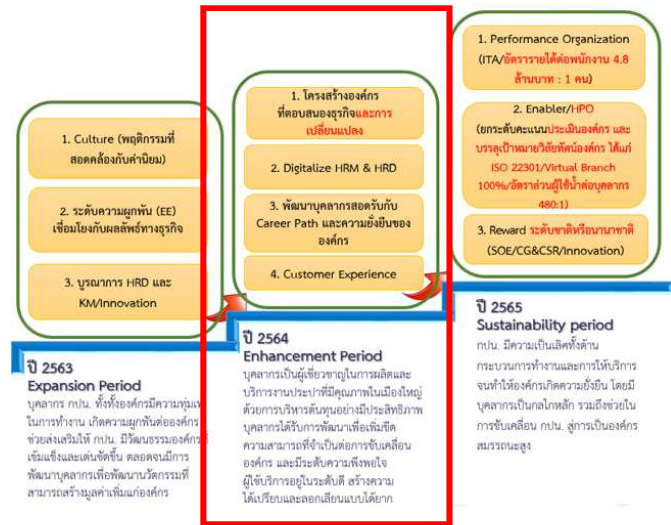 1. Culture (พฤติกรรมที่
สอดคล้องกับค่านิยม)
2. ระดับความผูกพัน (EE)
เชื่อมโยงกับผลลัพธ์ทางธุรกิจ
3. บูรณาการ HRD และ
KM/Innovation
ปี 2563
Expansion Period
บุคลากร กปน. ทั้งทั้งองค์กรมีความทุ่มเท
ในการทำงาน เกิดความผูกพันต่อองค์กร
ช่วยส่งเสริมให้ กปน. มีวัฒนธรรมองค์กร
เข้มแข็งและเด่นชัดขึ้น ตลอดจนมีการ
พัฒนาบุคลากรเพื่อพัฒนานวัตกรรมที่
สามารถสร้างมูลค่าเพิ่มแก่องค์กร
1. โครงสร้างองค์กร
ที่ตอบสนองธุรกิจและการ
เปลี่ยนแปลง
2. Digitalize HRM & HRD
3. พัฒนาบุคลากรสอดรับกับ
Career Path และความยั่งยืนของ
องค์กร
4. Customer Experience
ปี 2564
Enhancement Period
บุคลากรเป็นผู้เชี่ยวชาญในการผลิตและ
บริการงานประปาที่มีคุณภาพในเมืองใหญ่
ด้วยการบริหารต้นทุนอย่างมีประสิทธิภาพ
บุคลากรได้รับการพัฒนาเพื่อเพิ่มขีด
ความสามารถที่จำเป็นต่อการขับเคลื่อน
องค์กร และมีระดับความพึงพอใจ
ผู้ใช้บริการอยู่ในระดับดี สร้างความ
ได้เปรียบและลอกเลียนแบบได้ยาก
1. Performance Organization
(ITA/อัตรารายได้ต่อพนักงาน 4.8
ล้านบาท : 1 คน)
2. Enabler/HPO
(ยกระดับคะแนนประเมินองค์กร และ
บรรลุเป้าหมายวิสัยทัศน์องค์กร ได้แก่
ISO 22301/Virtual Branch
100%/อัตราส่วนผู้ใช้น้ำต่อบุคลากร
480:1)
3. Reward ระดับชาติหรือนานาชาติ
(SOE/CG&CSR/Innovation)
ปี 2565
Sustainability period
กปน. มีความเป็นเลิศทั้งด้าน
กระบวนการทำงานและการให้บริการ
จนทำให้องค์กรเกิดความยั่งยืน โดยมี
บุคลากรเป็นกลไกหลัก รวมถึงช่วยใน
การขับเคลื่อน กปน. สู่การเป็นองค์กร
สมรรถนะสูง